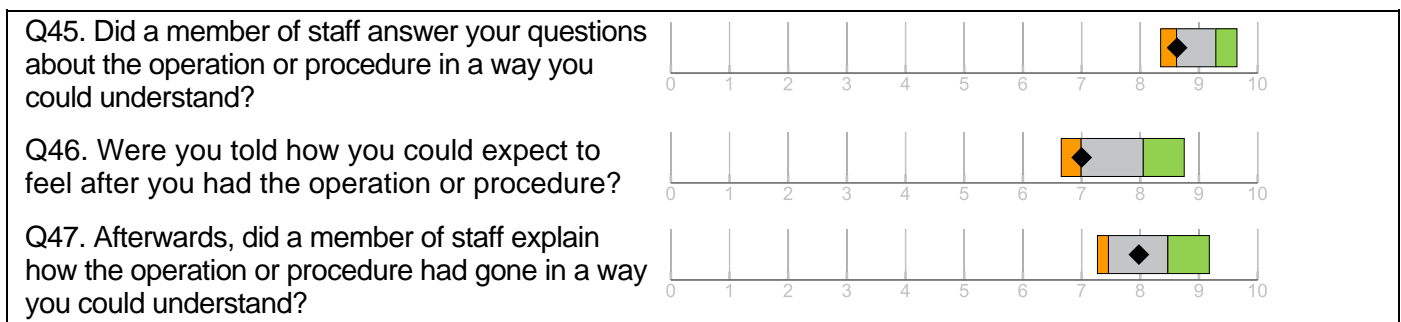 Q45. Did a member of staff answer your questions
about the operation or procedure in a way you
could understand?
0 1 2 3 4 5 6 7 8 9 10
Q46. Were you told how you could expect to
feel after you had the operation or procedure?
0 1 2 3 4 5 6 7 8 9 10
Q47. Afterwards, did a member of staff explain
how the operation or procedure had gone in a way
you could understand?
0 1 2 3 4 5 6 7 8 9 10